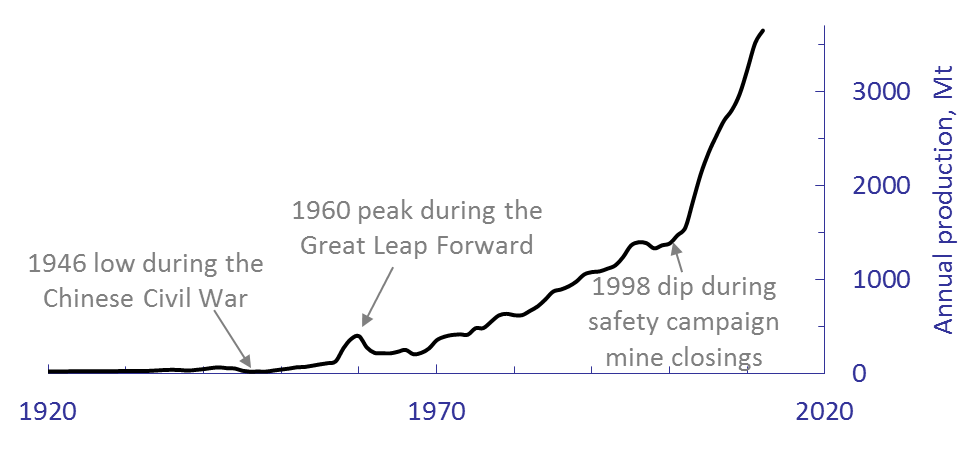 1946 low during the
Chinese Civil War
1960 peak during the
Great Leap Forward
1998 dip during
safety campaign
mine closings
3000
2000
1000
0
Annual production, Mt
1920
1970
2020